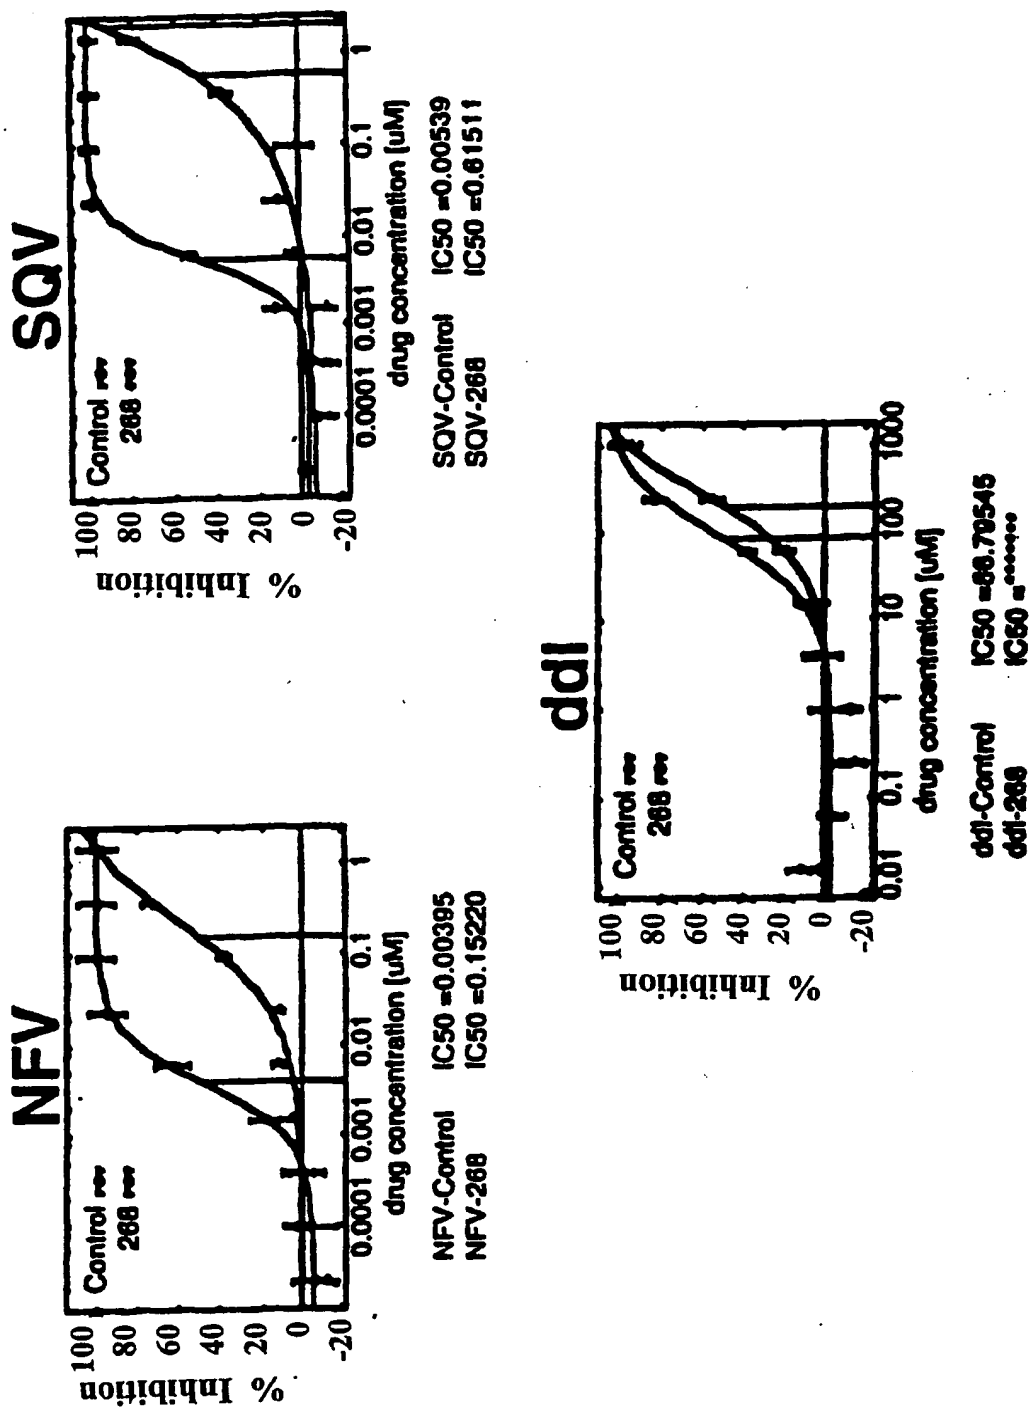 NFV
% Inhibition
100
80
60
40
20
0
-20
Control
268
0.0001 0.001 0.01 0.1 1
drug concentration [uM]
NFV-Control IC50 =0.00395
NFV-268 IC50 =0.15220
SQV
% Inhibition
100
80
60
40
20
0
-20
Control
268
0.0001 0.001 0.01 0.1 1
drug concentration [uM]
SQV-Control IC50 =0.00539
SQV-268 IC50 =0.61511
ddI
% Inhibition
100
80
60
40
20
0
-20
Control
268
0.01 0.1 1 10 100 1000
drug concentration [uM]
ddI-Control IC50
ddI-268 IC50 =*******